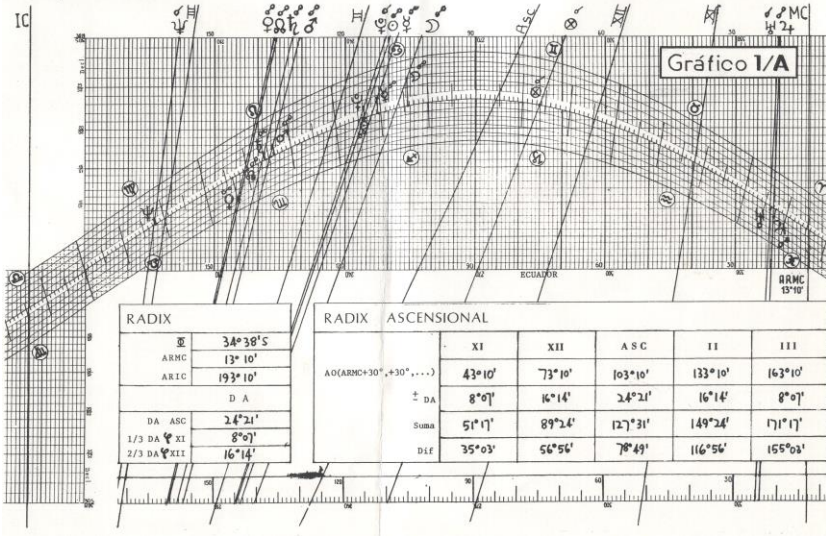 IC
III
II
Asc
XII
XI
MC
Gráfico 1/A
ECUADOR
ARMC
13°10'
RADIX
34°38'S
ARMC 13°10'
ARIC 193°10'
D A
DA ASC 24°21'
1/3 DA XI 8°07'
2/3 DA XII 16°14'
RADIX ASCENSIONAL
XI XII ASC II III
AO(ARMC+30°,+30°,...) 43°10' 73°10' 103°10' 133°10' 163°10'
± DA 8°07' 16°14' 24°21' 16°14' 8°07'
Suma 51°17' 89°24' 127°31' 149°24' 171°17'
Dif 35°03' 56°56' 78°49' 116°56' 155°03'